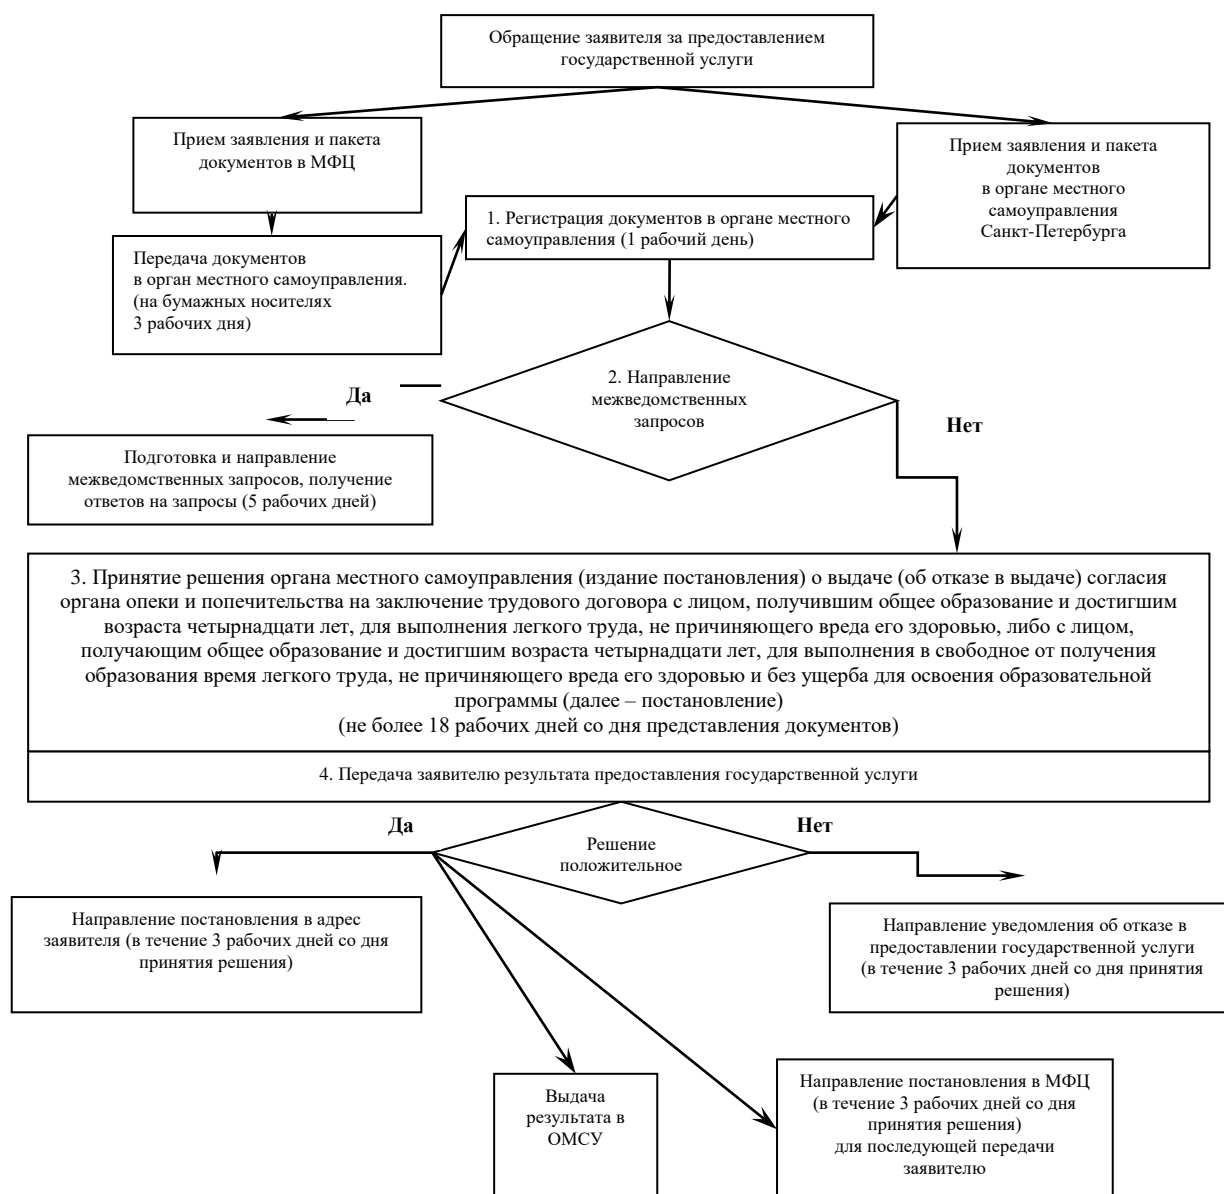 Обращение заявителя за предоставлением
государственной услуги
Прием заявления и пакета
документов в МФЦ
Прием заявления и пакета
документов
в органе местного
самоуправления
Санкт-Петербурга
1. Регистрация документов в органе местного
самоуправления (1 рабочий день)
Передача документов
в орган местного самоуправления.
(на бумажных носителях
3 рабочих дня)
2. Направление
межведомственных
запросов
Да
Нет
Подготовка и направление
межведомственных запросов, получение
ответов на запросы (5 рабочих дней)
3. Принятие решения органа местного самоуправления (издание постановления) о выдаче (об отказе в выдаче) согласия
органа опеки и попечительства на заключение трудового договора с лицом, получившим общее образование и достигшим
возраста четырнадцати лет, для выполнения легкого труда, не причиняющего вреда его здоровью, либо с лицом,
получающим общее образование и достигшим возраста четырнадцати лет, для выполнения в свободное от получения
образования время легкого труда, не причиняющего вреда его здоровью и без ущерба для освоения образовательной
программы (далее – постановление)
(не более 18 рабочих дней со дня представления документов)
4. Передача заявителю результата предоставления государственной услуги
Да
Нет
Решение
положительное
Направление постановления в адрес
заявителя (в течение 3 рабочих дней со дня
принятия решения)
Направление уведомления об отказе в
предоставлении государственной услуги
(в течение 3 рабочих дней со дня принятия
решения)
Выдача
результата в
ОМСУ
Направление постановления в МФЦ
(в течение 3 рабочих дней со дня
принятия решения)
для последующей передачи
заявителю